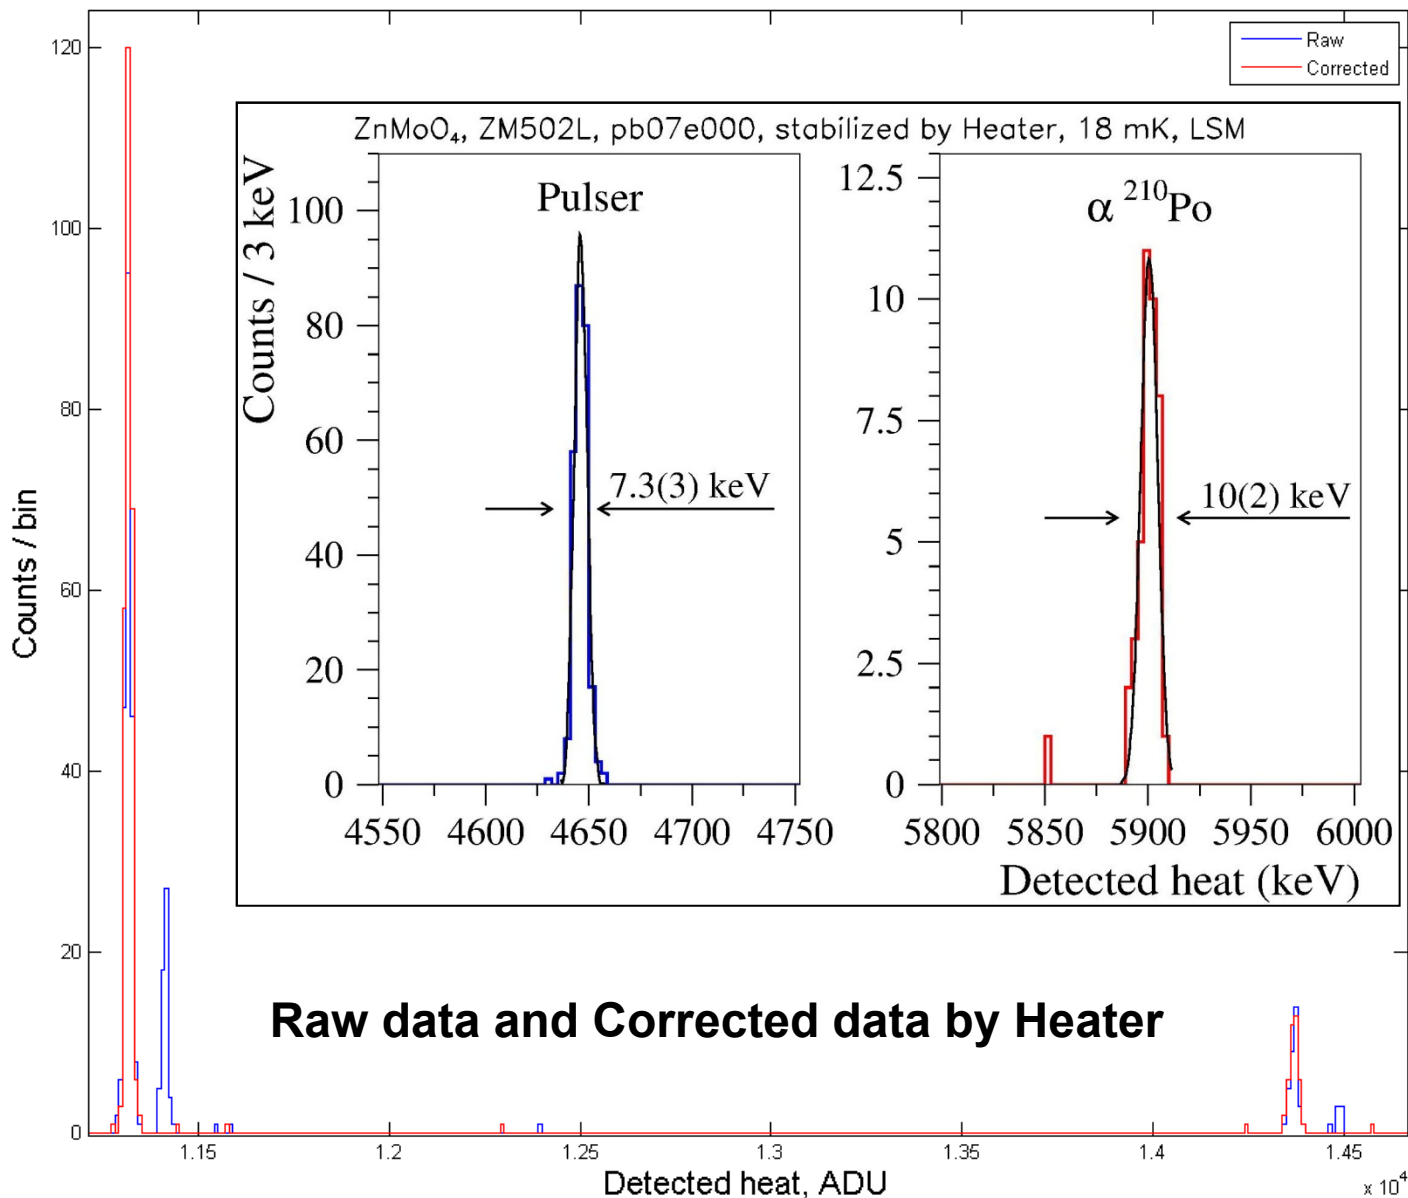 Raw
Corrected
ZnMoO₄, ZM502L, pb07e000, stabilized by Heater, 18 mK, LSM
Counts / 3 keV
Pulser
100
80
60
40
20
0
7.3(3) keV
4550 4600 4650 4700 4750
α ²¹⁰Po
12.5
10
7.5
5
2.5
0
10(2) keV
5800 5850 5900 5950 6000
Detected heat (keV)
Raw data and Corrected data by Heater
Counts / bin
120
100
80
60
40
20
0
1.15 1.2 1.25 1.3 1.35 1.4 1.45
x 10⁴
Detected heat, ADU